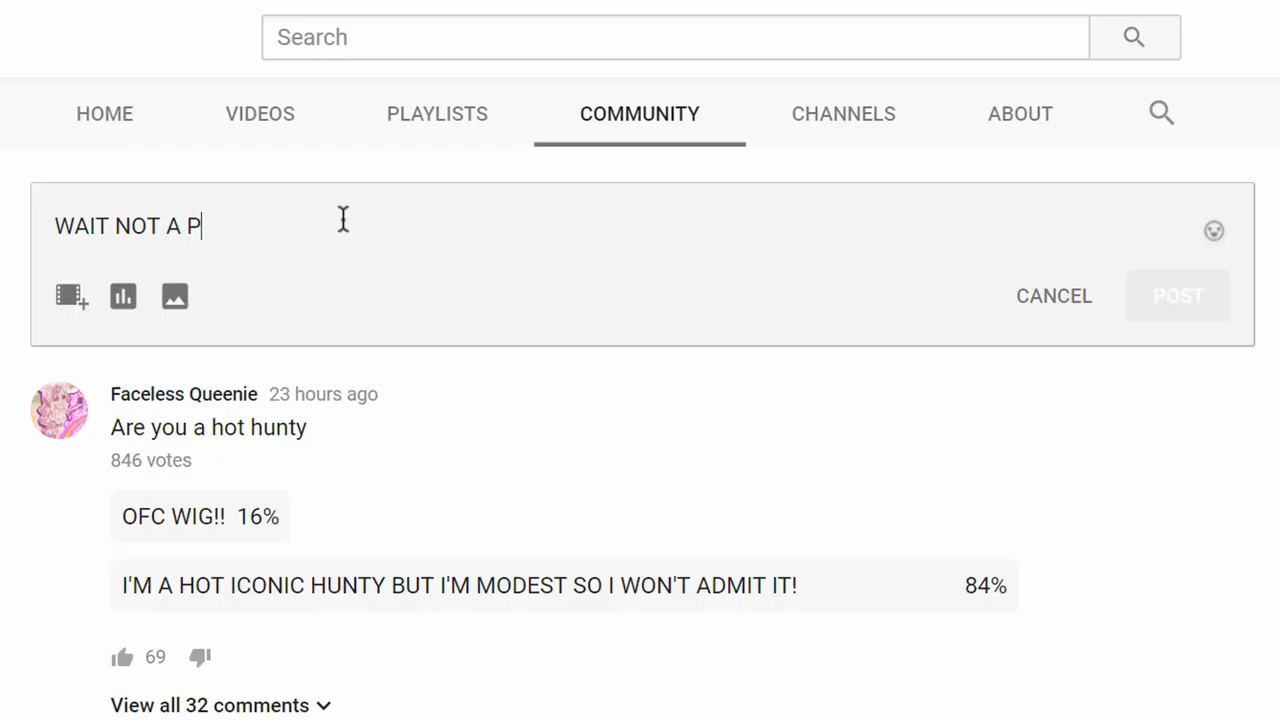 Search
HOME VIDEOS PLAYLISTS COMMUNITY CHANNELS ABOUT
WAIT NOT A P
CANCEL POST
Faceless Queenie 23 hours ago
Are you a hot hunty
846 votes
OFC WIG!! 16%
I'M A HOT ICONIC HUNTY BUT I'M MODEST SO I WON'T ADMIT IT! 84%
69
View all 32 comments